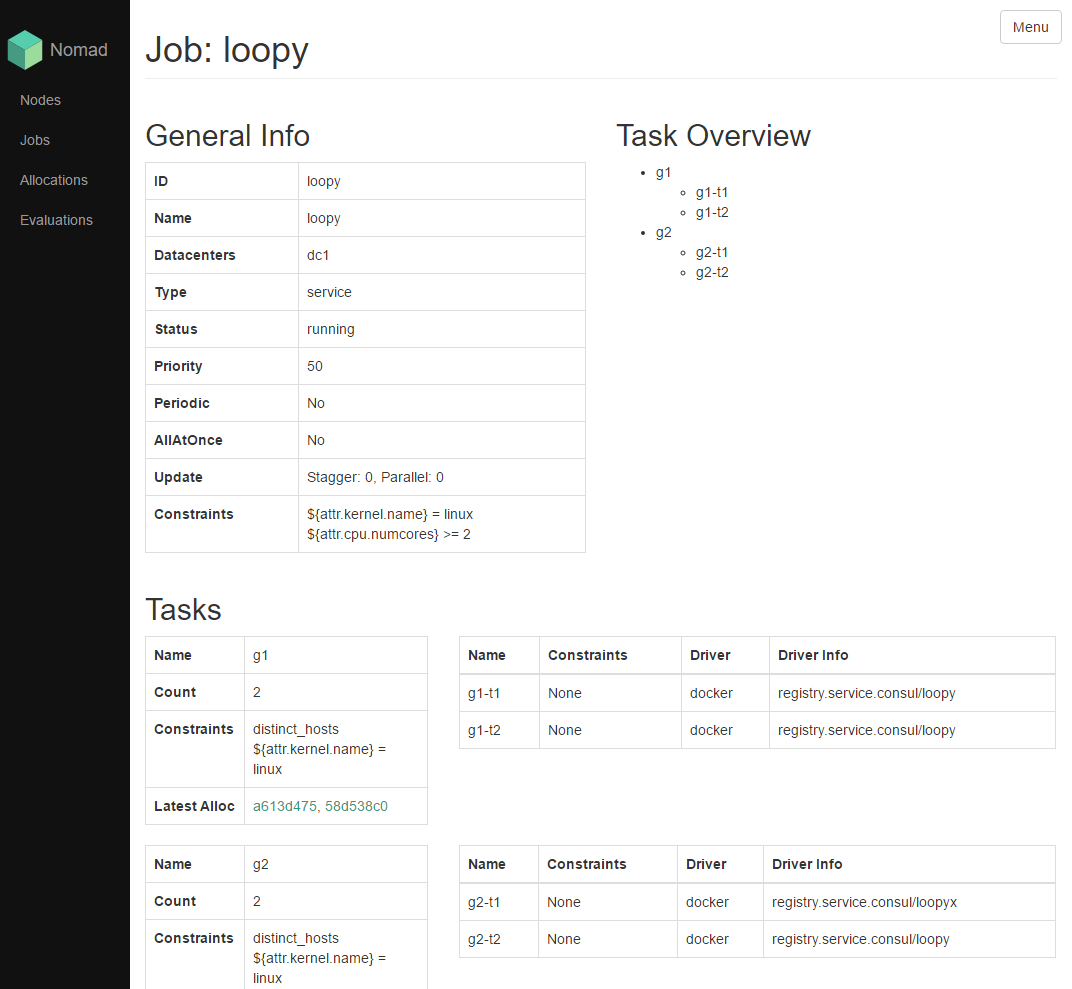 Menu
Nomad
Nodes
Jobs
Allocations
Evaluations
Job: loopy
General Info
ID loopy
Name loopy
Datacenters dc1
Type service
Status running
Priority 50
Periodic No
AllAtOnce No
Update Stagger: 0, Parallel: 0
Constraints ${attr.kernel.name} = linux
${attr.cpu.numcores} >= 2
Task Overview
g1
g1-t1
g1-t2
g2
g2-t1
g2-t2
Tasks
Name g1
Count 2
Constraints distinct_hosts
${attr.kernel.name} =
linux
Latest Alloc a613d475, 58d538c0
Name Constraints Driver Driver Info
g1-t1 None docker registry.service.consul/loopy
g1-t2 None docker registry.service.consul/loopy
Name g2
Count 2
Constraints distinct_hosts
${attr.kernel.name} =
linux
Name Constraints Driver Driver Info
g2-t1 None docker registry.service.consul/loopyx
g2-t2 None docker registry.service.consul/loopy